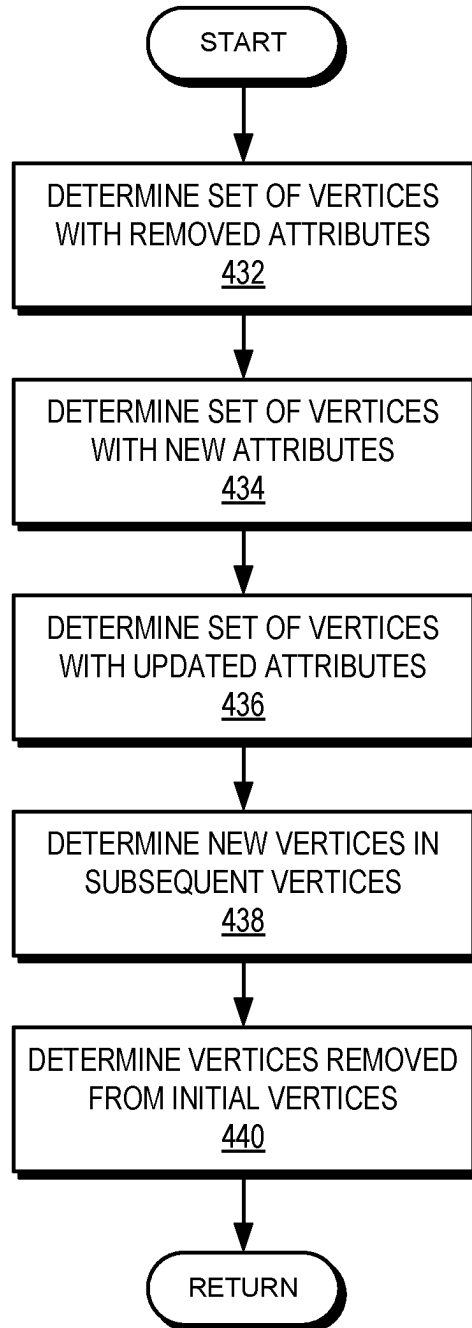 START
DETERMINE SET OF VERTICES
WITH REMOVED ATTRIBUTES
432
DETERMINE SET OF VERTICES
WITH NEW ATTRIBUTES
434
DETERMINE SET OF VERTICES
WITH UPDATED ATTRIBUTES
436
DETERMINE NEW VERTICES IN
SUBSEQUENT VERTICES
438
DETERMINE VERTICES REMOVED
FROM INITIAL VERTICES
440
RETURN